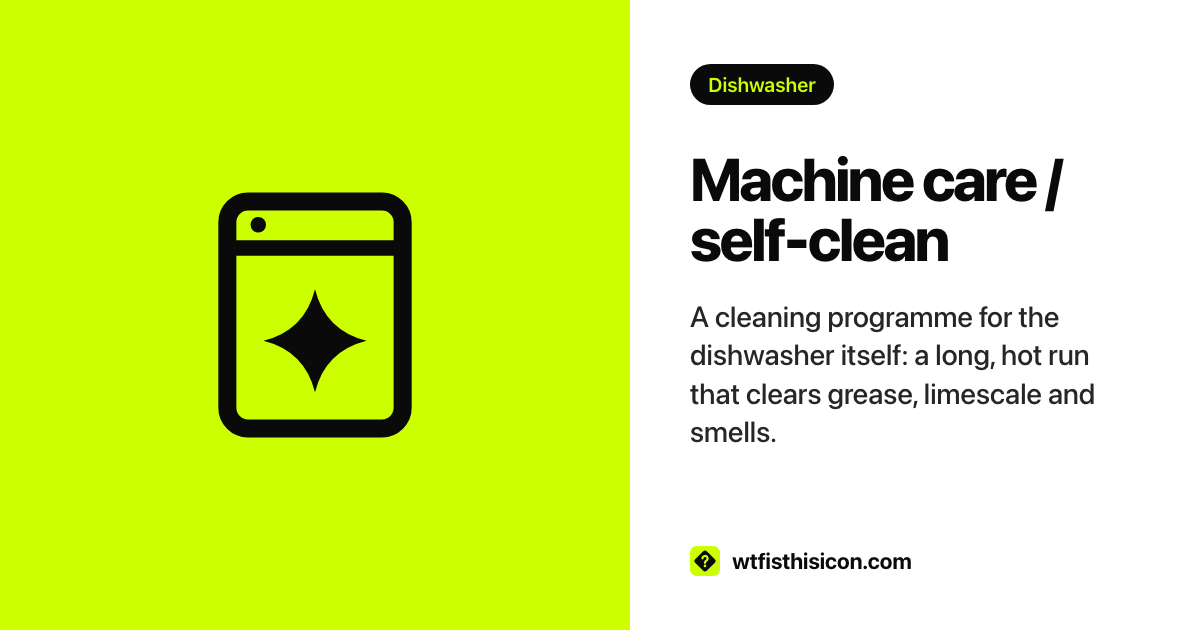 Dishwasher
Machine care /
self-clean
A cleaning programme for the
dishwasher itself: a long, hot run
that clears grease, limescale and
smells.
?
wtfisthisicon.com